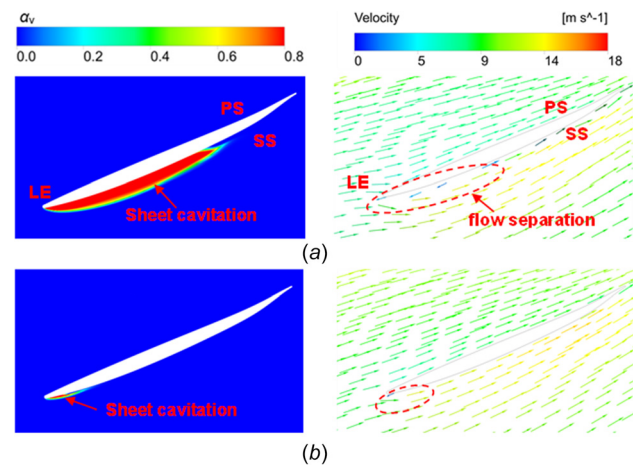 αv
0.0 0.2 0.4 0.6 0.8
Velocity [m s^-1]
0 5 9 14 18
PS
SS
LE
Sheet cavitation
PS
SS
LE
flow separation
(a)
Sheet cavitation
(b)